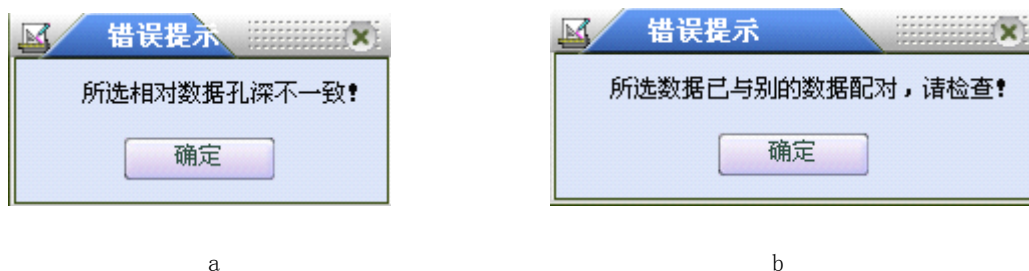 错误提示
所选相对数据孔深不一致！
确定
a
错误提示
所选数据已与别的数据配对，请检查！
确定
b